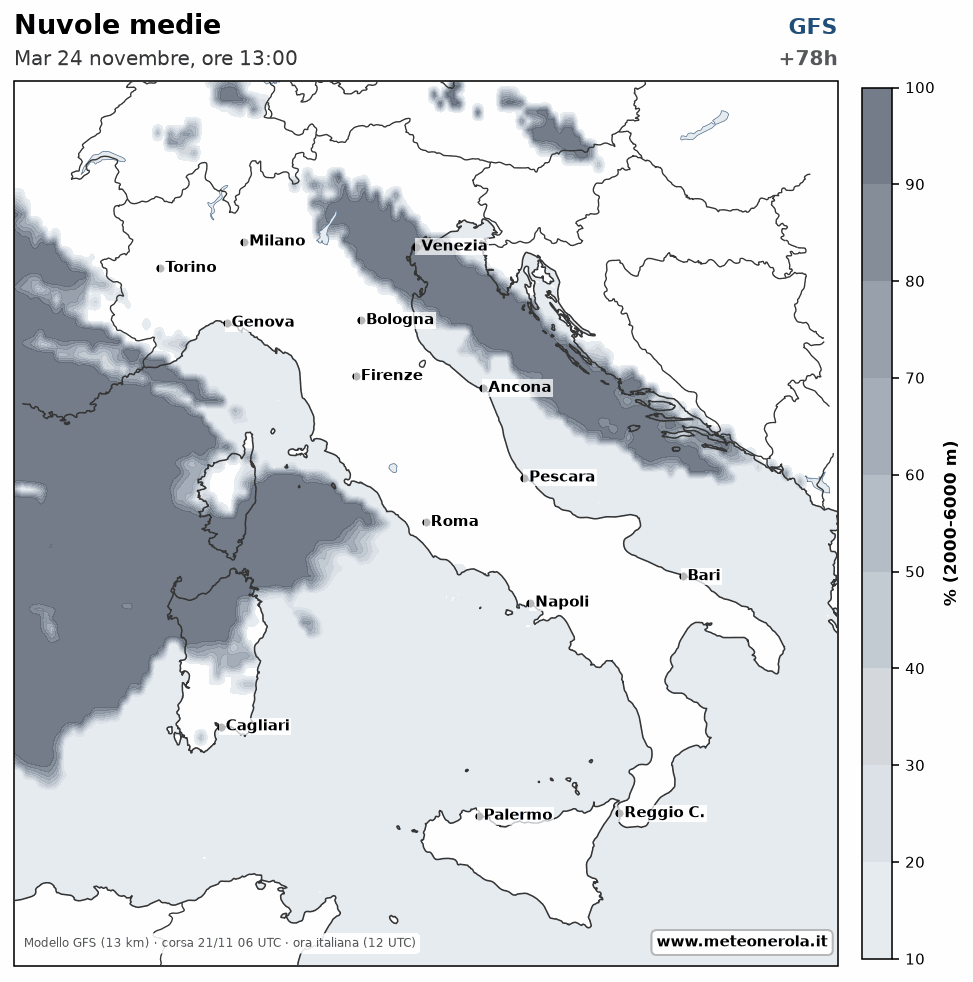 Nuvole medie
GFS
Mar 24 novembre, ore 13:00
+78h
Milano
Venezia
Torino
Genova
Bologna
Firenze
Ancona
Pescara
Roma
Bari
Napoli
Cagliari
Palermo
Reggio C.
Modello GFS (13 km) · corsa 21/11 06 UTC · ora italiana (12 UTC)
www.meteonerola.it
100
90
80
70
60
50
40
30
20
10
% (2000-6000 m)